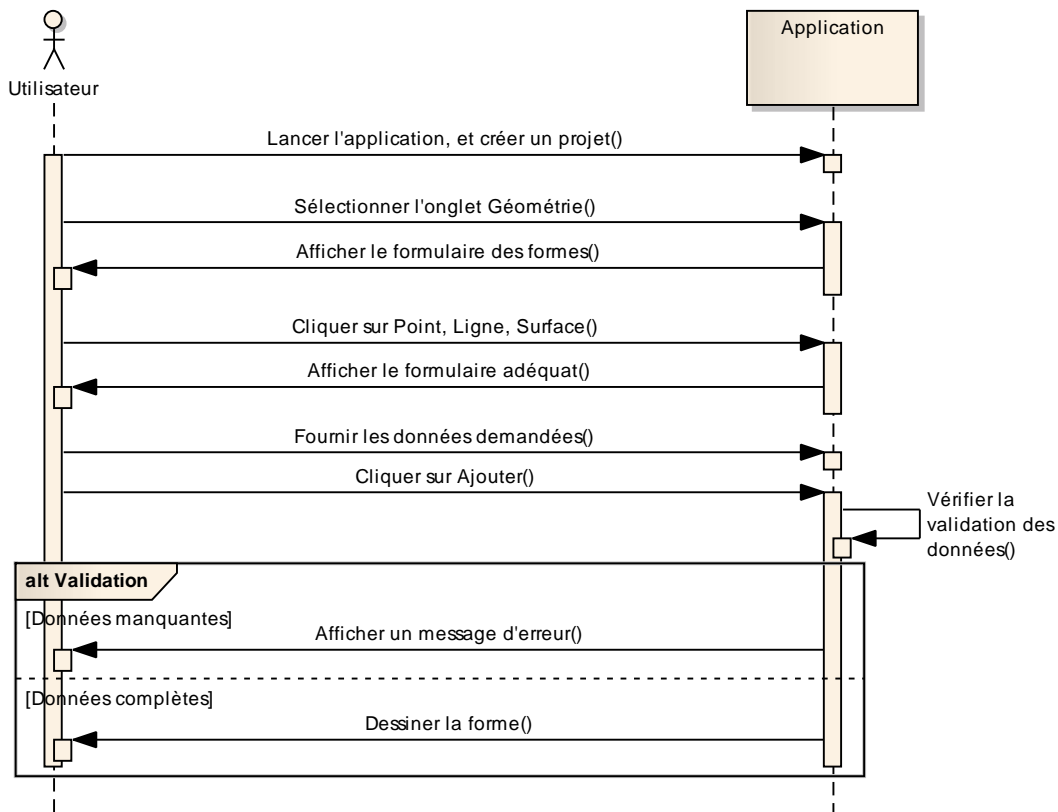 Application
Utilisateur
Lancer l'application, et créer un projet()
Sélectionner l'onglet Géométrie()
Afficher le formulaire des formes()
Cliquer sur Point, Ligne, Surface()
Afficher le formulaire adéquat()
Fournir les données demandées()
Cliquer sur Ajouter()
Vérifier la
validation des
données()
alt Validation
[Données manquantes]
Afficher un message d'erreur()
[Données complètes]
Dessiner la forme()